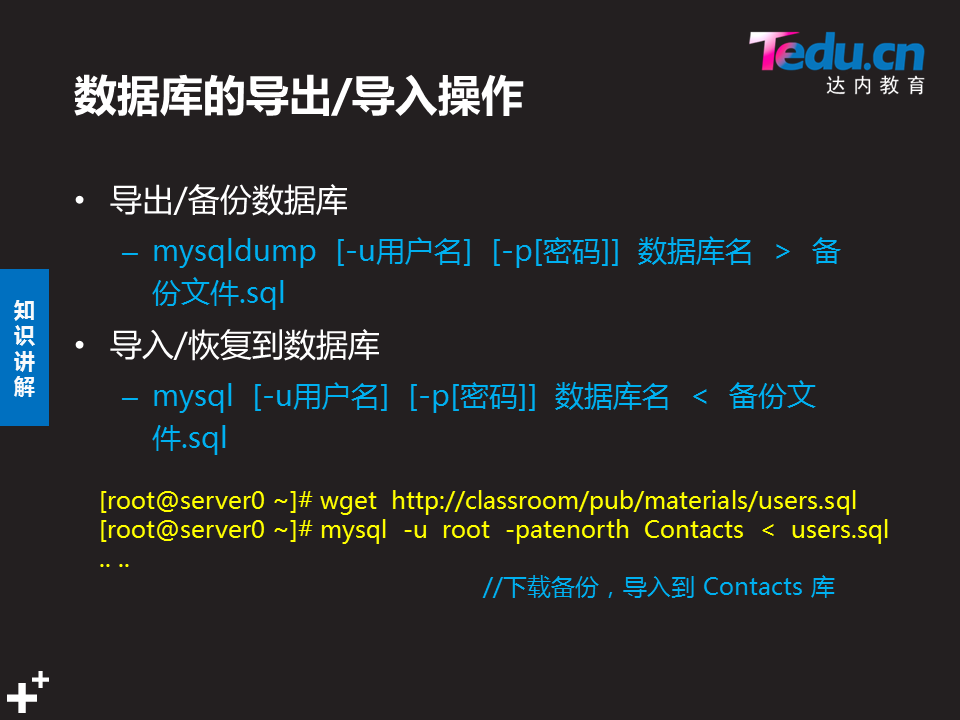 Tedu.cn
达内教育
数据库的导出/导入操作
• 导出/备份数据库
– mysqldump [-u用户名] [-p[密码]] 数据库名 > 备
份文件.sql
• 导入/恢复到数据库
– mysql [-u用户名] [-p[密码]] 数据库名 < 备份文
件.sql
知识讲解
[root@server0 ~]# wget http://classroom/pub/materials/users.sql
[root@server0 ~]# mysql -u root -patenorth Contacts < users.sql
.. ..
//下载备份，导入到 Contacts 库